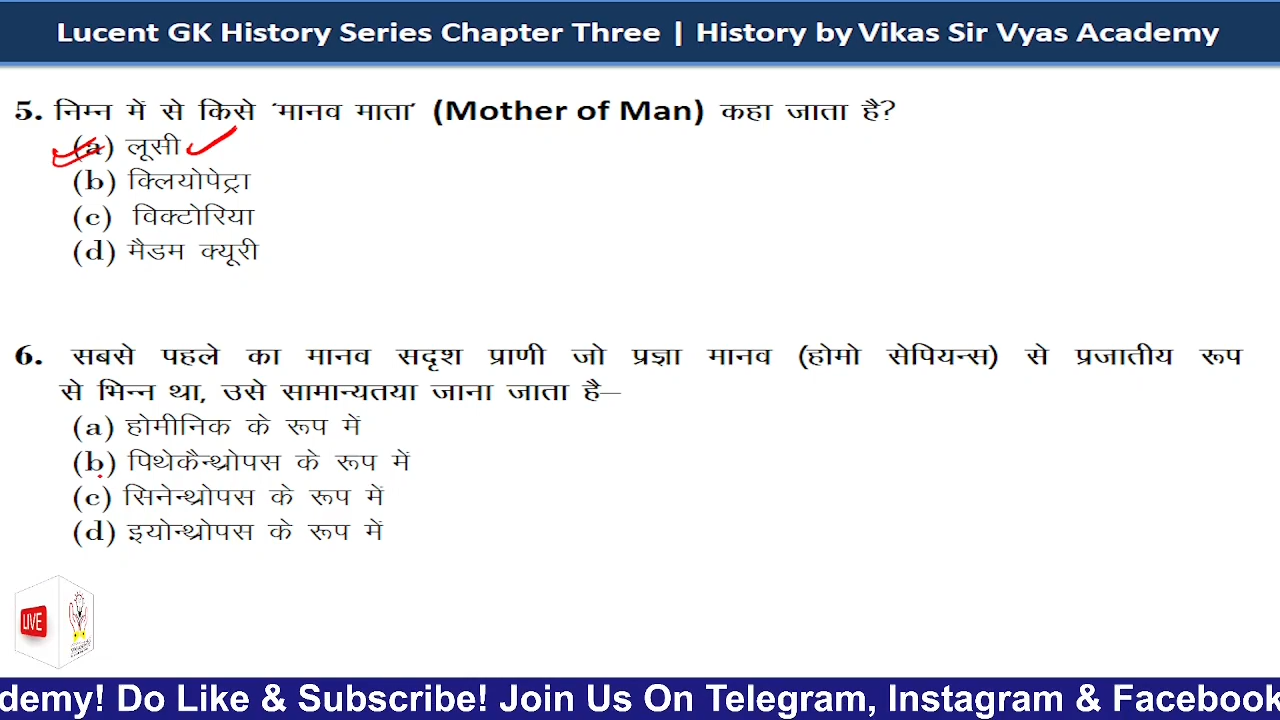 Lucent GK History Series Chapter Three | History by Vikas Sir Vyas Academy
5. निम्न में से किसे 'मानव माता' (Mother of Man) कहा जाता है?
(a) लूसी
(b) क्लियोपेट्रा
(c) विक्टोरिया
(d) मैडम क्यूरी
6. सबसे पहले का मानव सदृश प्राणी जो प्रज्ञा मानव (होमो सेपियन्स) से प्रजातीय रूप
से भिन्न था, उसे सामान्यतया जाना जाता है—
(a) होमीनिक के रूप में
(b) पिथेकैन्थ्रोपस के रूप में
(c) सिनेन्थ्रोपस के रूप में
(d) इयोन्थ्रोपस के रूप में
LIVE
demy! Do Like & Subscribe! Join Us On Telegram, Instagram & Facebook